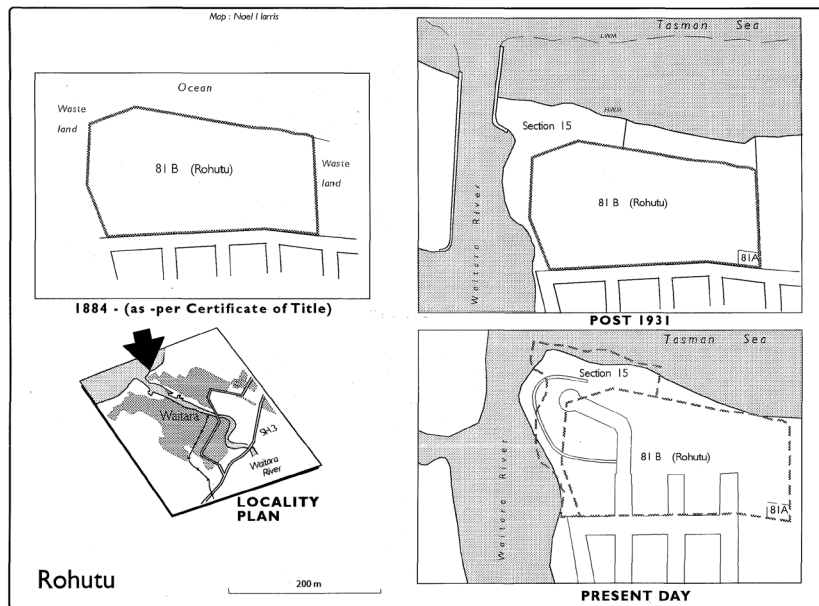 Map : Noel Harris
Ocean
Waste
land
81 B (Rohutu)
Waste
land
1884 - (as -per Certificate of Title)
Tasman Sea
LWM
HWM
Section 15
81 B (Rohutu)
81A
Waitara River
POST 1931
Waitara
SH.3
Waitara
River
LOCALITY
PLAN
Tasman Sea
Section 15
81 B (Rohutu)
81A
Waitara River
PRESENT DAY
Rohutu
200 m